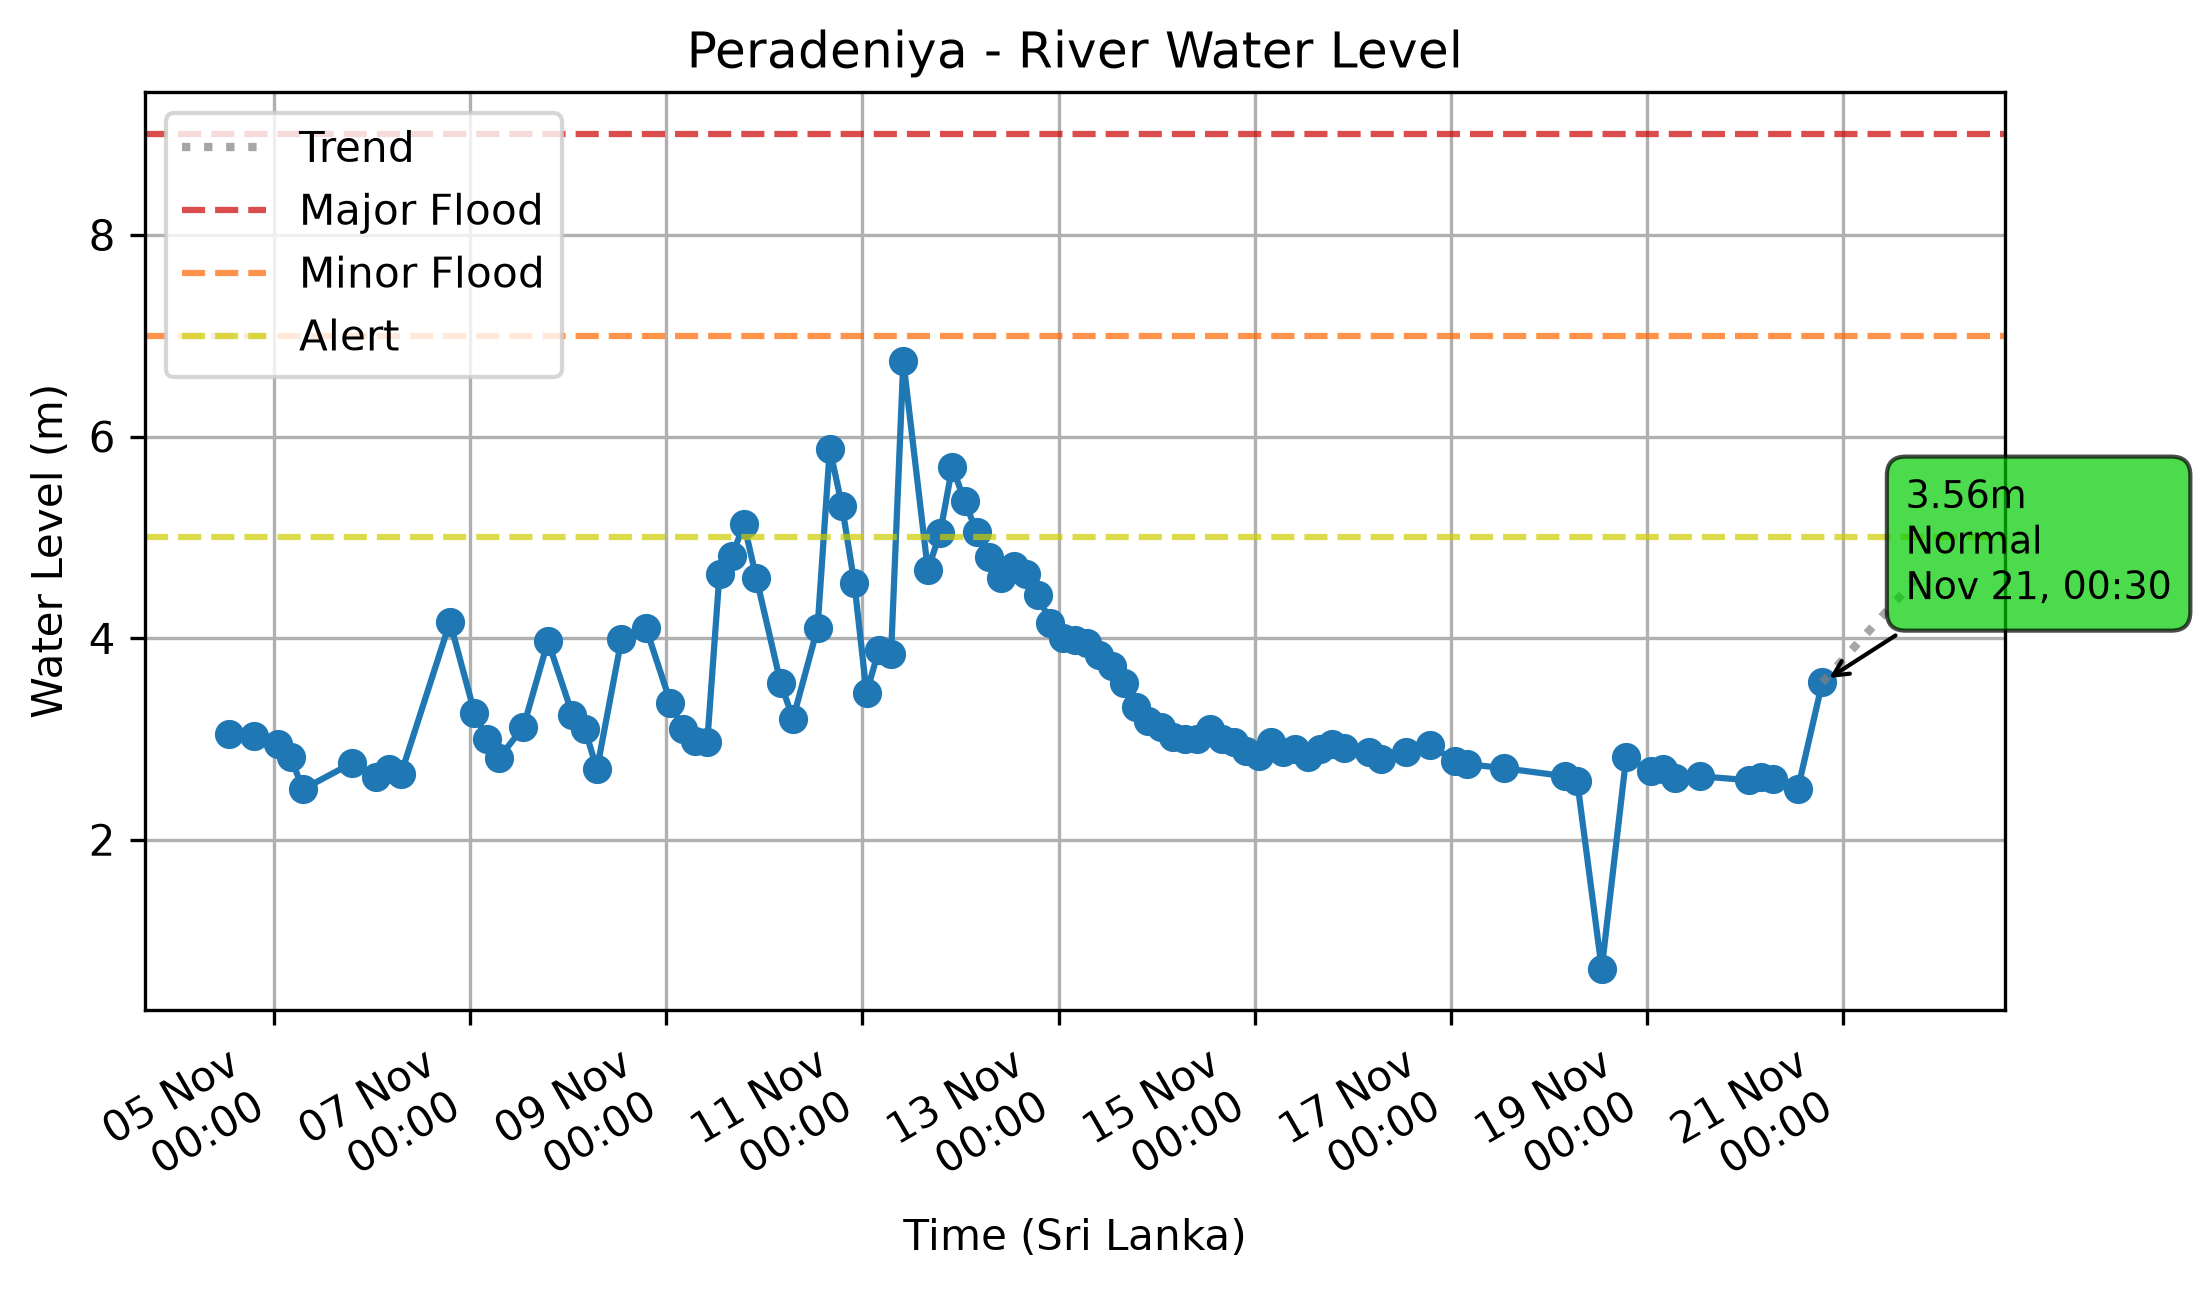 Peradeniya - River Water Level
Trend
Major Flood
Minor Flood
Alert
8
6
4
2
Water Level (m)
3.56m
Normal
Nov 21, 00:30
05 Nov
00:00
07 Nov
00:00
09 Nov
00:00
11 Nov
00:00
13 Nov
00:00
15 Nov
00:00
17 Nov
00:00
19 Nov
00:00
21 Nov
00:00
Time (Sri Lanka)